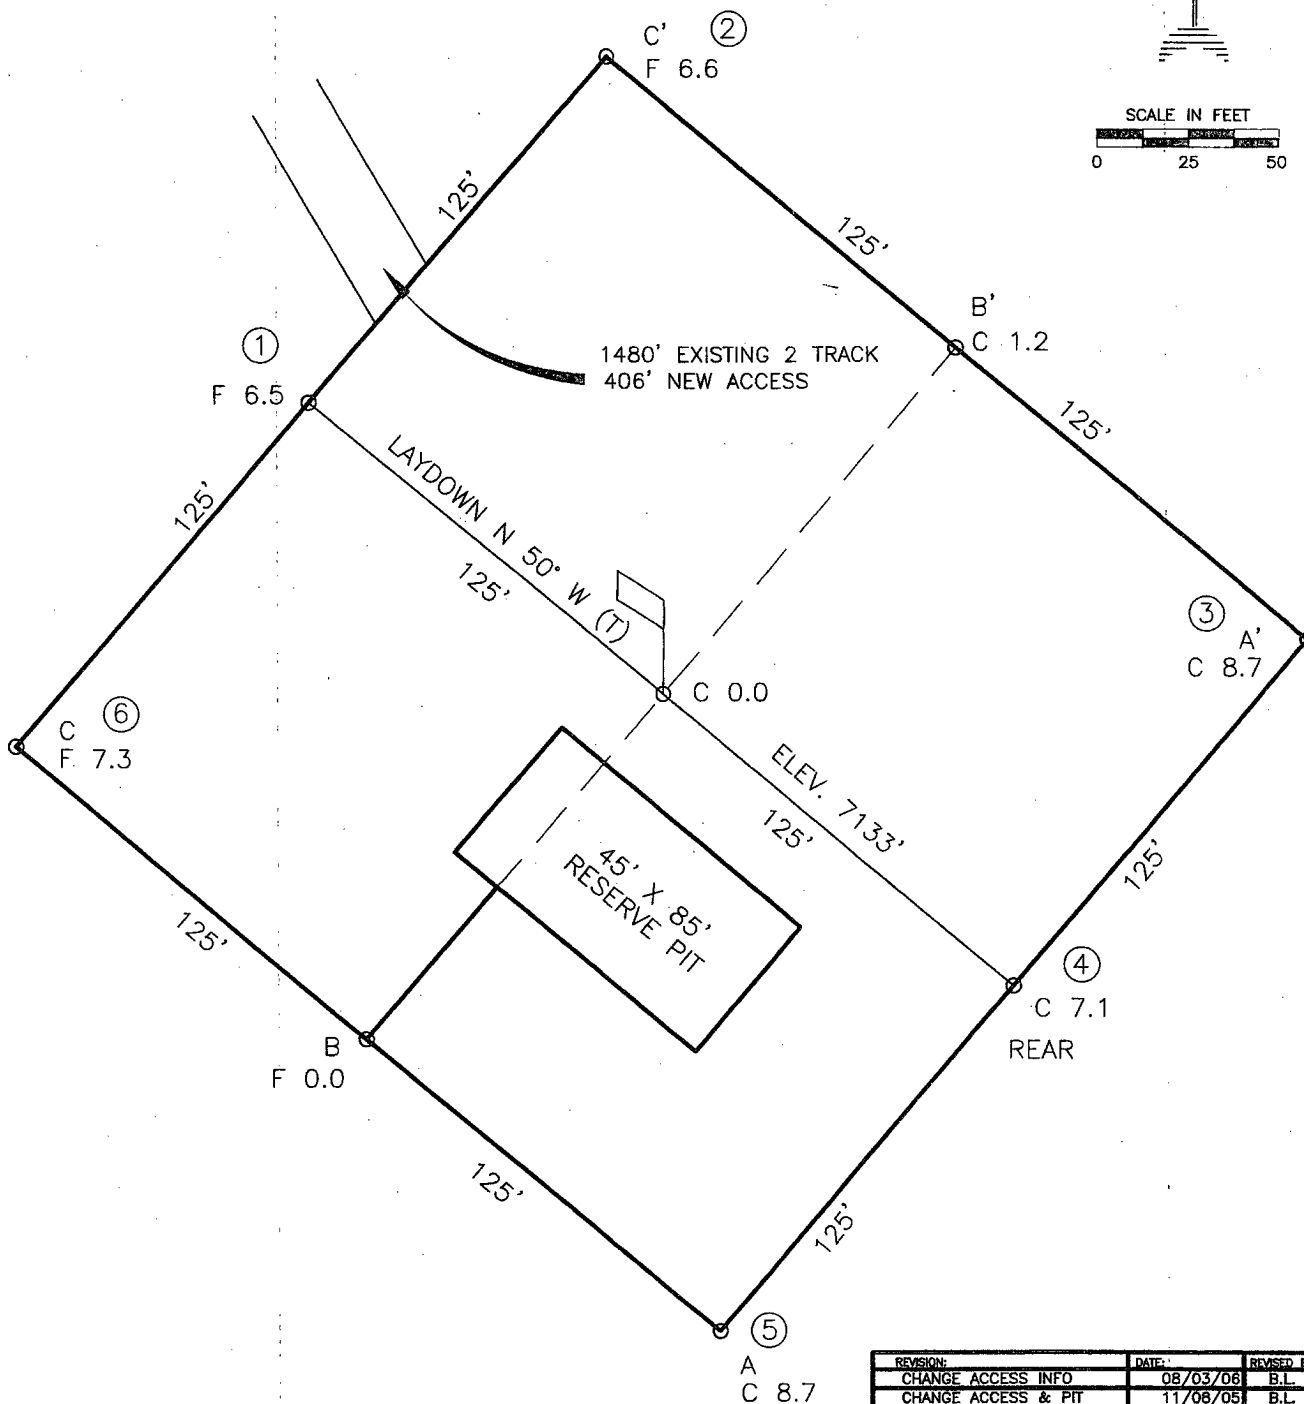 C' ②
F 6.6
SCALE IN FEET
0 25 50
125'
125'
B'
C 1.2
①
F 6.5
1480' EXISTING 2 TRACK
406' NEW ACCESS
125'
125'
LAYDOWN N 50° W (T)
125'
③
A'
C 8.7
C 0.0
C ⑥
F 7.3
ELEV. 7133'
125'
45' X 85'
RESERVE PIT
125'
125'
④
C 7.1
REAR
B
F 0.0
125'
125'
⑤
A
C 8.7
REVISION: DATE: REVISED
CHANGE ACCESS INFO 08/03/06 B.L.
CHANGE ACCESS & PIT 11/08/05 B.L.